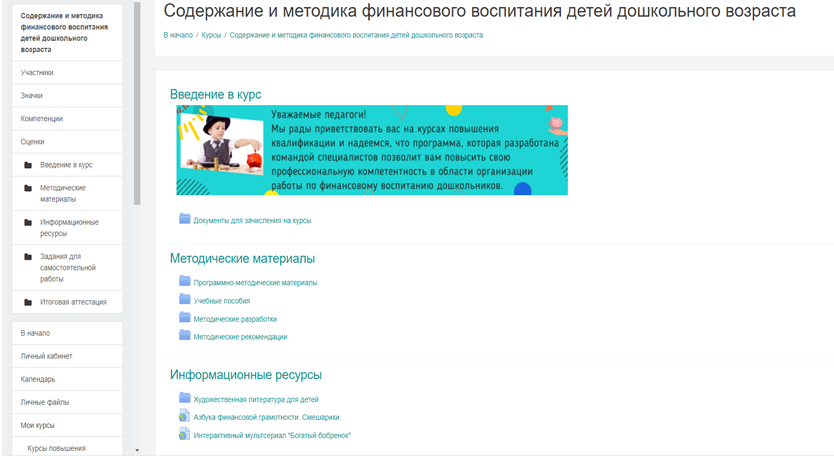 Содержание и методика
финансового воспитания
детей дошкольного
возраста
Участники
Значки
Компетенции
Оценки
Введение в курс
Методические
материалы
Информационные
ресурсы
Задания для
самостоятельной
работы
Итоговая аттестация
В начало
Личный кабинет
Календарь
Личные файлы
Мои курсы
Курсы повышения
Содержание и методика финансового воспитания детей дошкольного возраста
В начало / Курсы / Содержание и методика финансового воспитания детей дошкольного возраста
Введение в курс
Уважаемые педагоги!
Мы рады приветствовать вас на курсах повышения
квалификации и надеемся, что программа, которая разработана
командой специалистов позволит вам повысить свою
профессиональную компетентность в области организации
работы по финансовому воспитанию дошкольников.
Документы для зачисления на курсы
Методические материалы
Программно-методические материалы
Учебные пособия
Методические разработки
Методические рекомендации
Информационные ресурсы
Художественная литература для детей
Азбука финансовой грамотности. Смешарики.
Интерактивный мультсериал "Богатый бобренок"